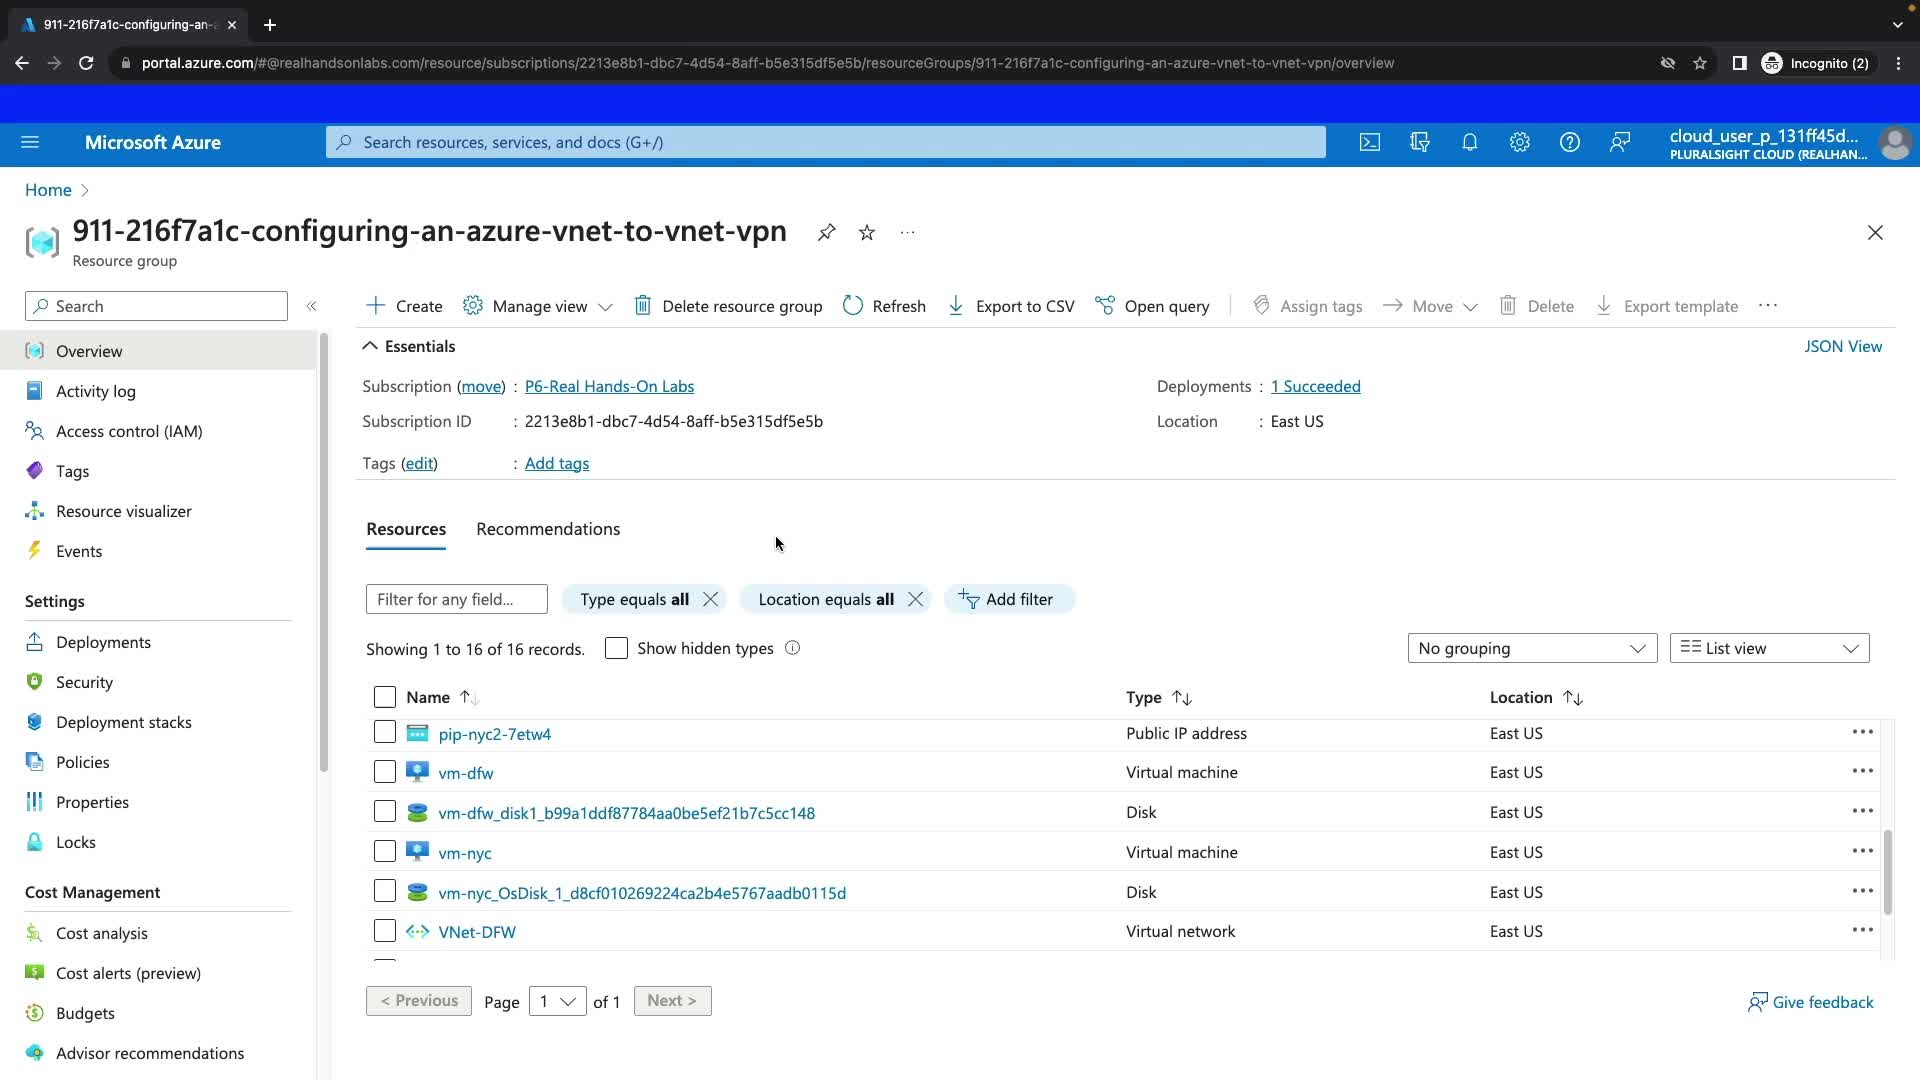 911-216f7a1c-configuring-an-a
portal.azure.com/#@realhandsonlabs.com/resource/subscriptions/2213e8b1-dbc7-4d54-8aff-b5e315df5e5b/resourceGroups/911-216f7a1c-configuring-an-azure-vnet-to-vnet-vpn/overview
Incognito (2)
Microsoft Azure
Search resources, services, and docs (G+/)
cloud_user_p_131ff45d...
PLURALSIGHT CLOUD (REALHAN...
Home
911-216f7a1c-configuring-an-azure-vnet-to-vnet-vpn
Resource group
Search
Create
Manage view
Delete resource group
Refresh
Export to CSV
Open query
Assign tags
Move
Delete
Export template
Overview
Activity log
Access control (IAM)
Tags
Resource visualizer
Events
Settings
Deployments
Security
Deployment stacks
Policies
Properties
Locks
Cost Management
Cost analysis
Cost alerts (preview)
Budgets
Advisor recommendations
Essentials
JSON View
Subscription (move) : P6-Real Hands-On Labs
Deployments : 1 Succeeded
Subscription ID : 2213e8b1-dbc7-4d54-8aff-b5e315df5e5b
Location : East US
Tags (edit) : Add tags
Resources
Recommendations
Filter for any field...
Type equals all
Location equals all
Add filter
Showing 1 to 16 of 16 records.
Show hidden types
No grouping
List view
Name Type Location
pip-nyc2-7etw4 Public IP address East US
vm-dfw Virtual machine East US
vm-dfw_disk1_b99a1ddf87784aa0be5ef21b7c5cc148 Disk East US
vm-nyc Virtual machine East US
vm-nyc_OsDisk_1_d8cf010269224ca2b4e5767aadb0115d Disk East US
VNet-DFW Virtual network East US
< Previous
Page 1 of 1
Next >
Give feedback